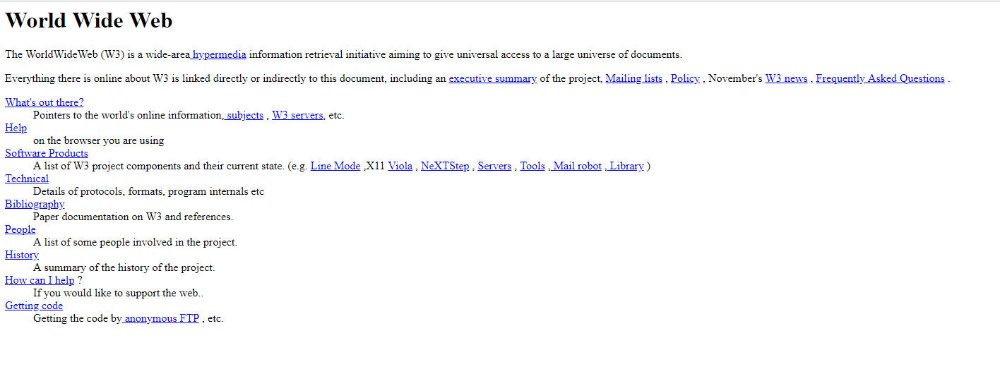 World Wide Web
The WorldWideWeb (W3) is a wide-area hypermedia information retrieval initiative aiming to give universal access to a large universe of documents.
Everything there is online about W3 is linked directly or indirectly to this document, including an executive summary of the project, Mailing lists , Policy , November's W3 news , Frequently Asked Questions .
What's out there?
Pointers to the world's online information, subjects , W3 servers, etc.
Help
on the browser you are using
Software Products
A list of W3 project components and their current state. (e.g. Line Mode ,X11 Viola , NeXTStep , Servers , Tools , Mail robot , Library )
Technical
Details of protocols, formats, program internals etc
Bibliography
Paper documentation on W3 and references.
People
A list of some people involved in the project.
History
A summary of the history of the project.
How can I help ?
If you would like to support the web..
Getting code
Getting the code by anonymous FTP , etc.